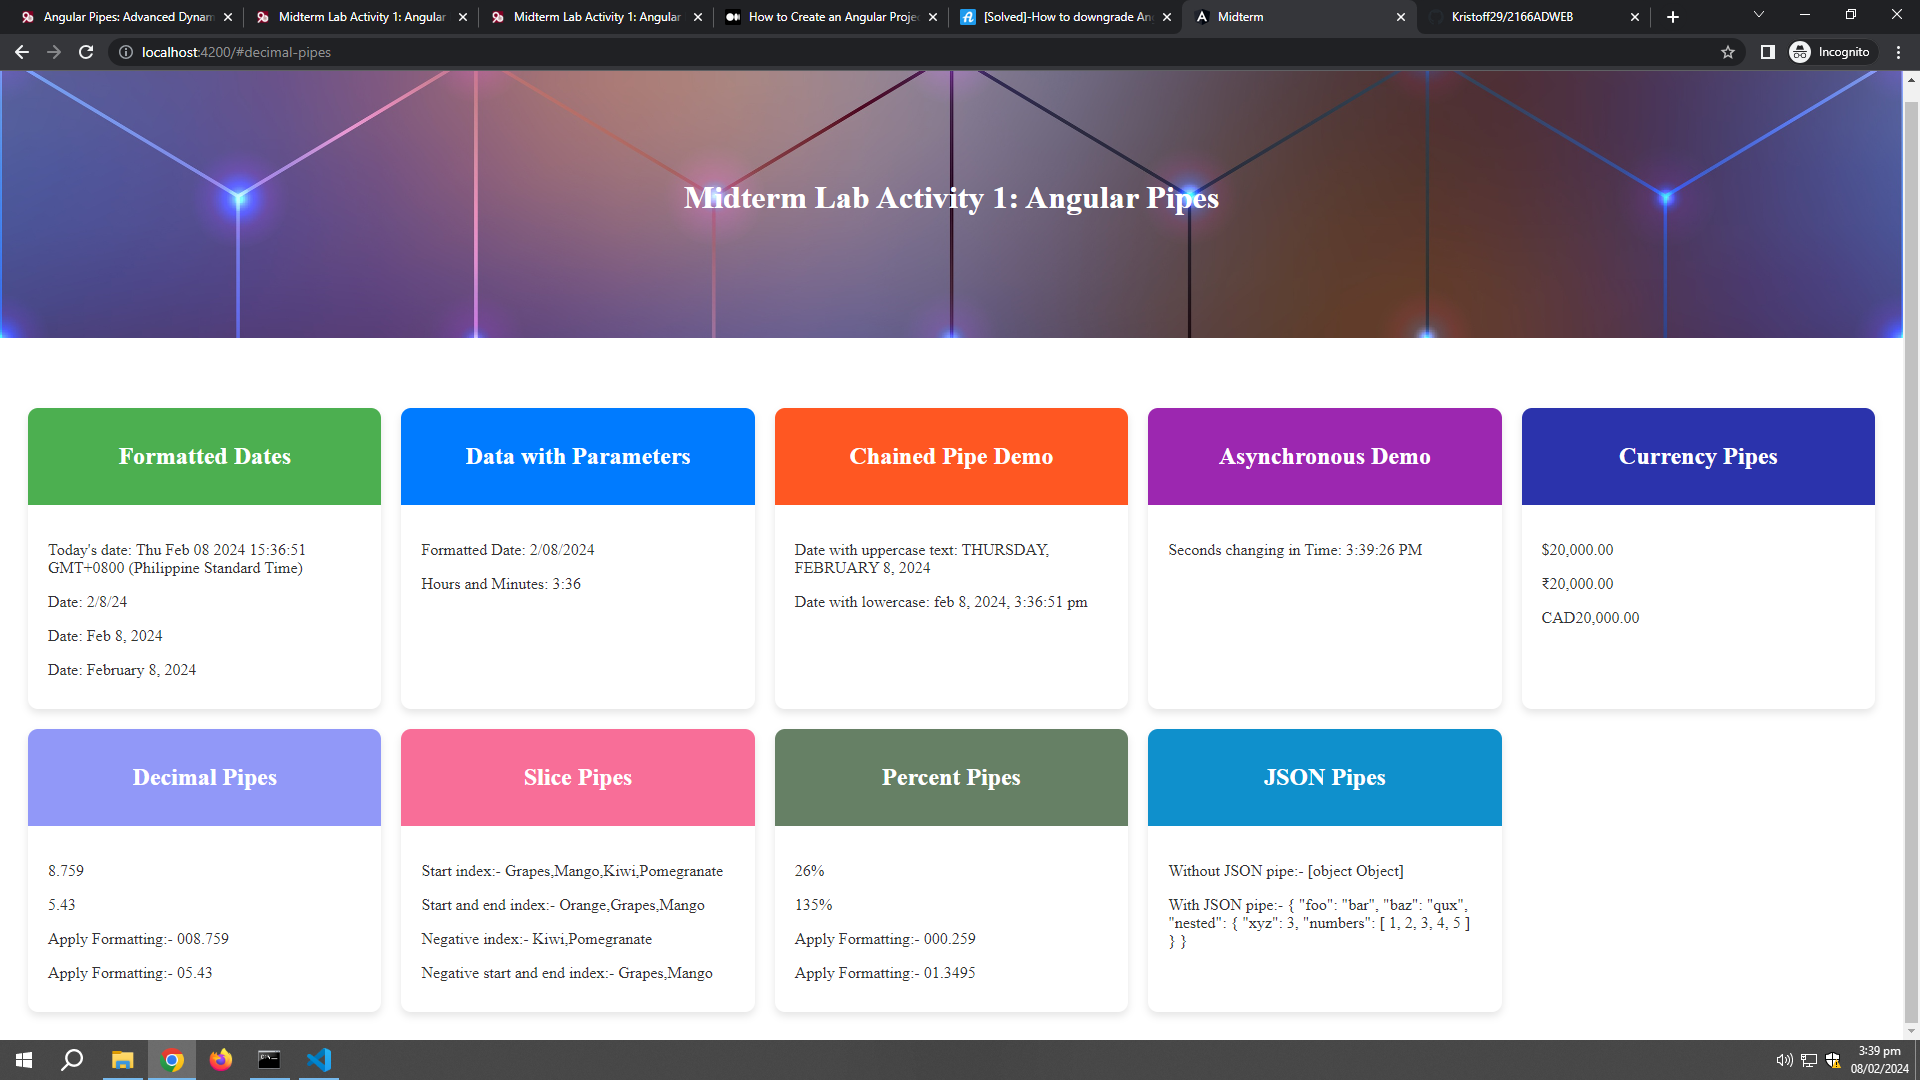 Angular Pipes: Advanced Dynam
Midterm Lab Activity 1: Angular
Midterm Lab Activity 1: Angular
How to Create an Angular Proje
[Solved]-How to downgrade An
Midterm
Kristoff29/2166ADWEB
localhost:4200/#decimal-pipes
Incognito
Midterm Lab Activity 1: Angular Pipes
Formatted Dates
Today's date: Thu Feb 08 2024 15:36:51
GMT+0800 (Philippine Standard Time)
Date: 2/8/24
Date: Feb 8, 2024
Date: February 8, 2024
Data with Parameters
Formatted Date: 2/08/2024
Hours and Minutes: 3:36
Chained Pipe Demo
Date with uppercase text: THURSDAY,
FEBRUARY 8, 2024
Date with lowercase: feb 8, 2024, 3:36:51 pm
Asynchronous Demo
Seconds changing in Time: 3:39:26 PM
Currency Pipes
$20,000.00
₹20,000.00
CAD20,000.00
Decimal Pipes
8.759
5.43
Apply Formatting:- 008.759
Apply Formatting:- 05.43
Slice Pipes
Start index:- Grapes,Mango,Kiwi,Pomegranate
Start and end index:- Orange,Grapes,Mango
Negative index:- Kiwi,Pomegranate
Negative start and end index:- Grapes,Mango
Percent Pipes
26%
135%
Apply Formatting:- 000.259
Apply Formatting:- 01.3495
JSON Pipes
Without JSON pipe:- [object Object]
With JSON pipe:- { "foo": "bar", "baz": "qux",
"nested": { "xyz": 3, "numbers": [ 1, 2, 3, 4, 5 ]
} }
3:39 pm
08/02/2024